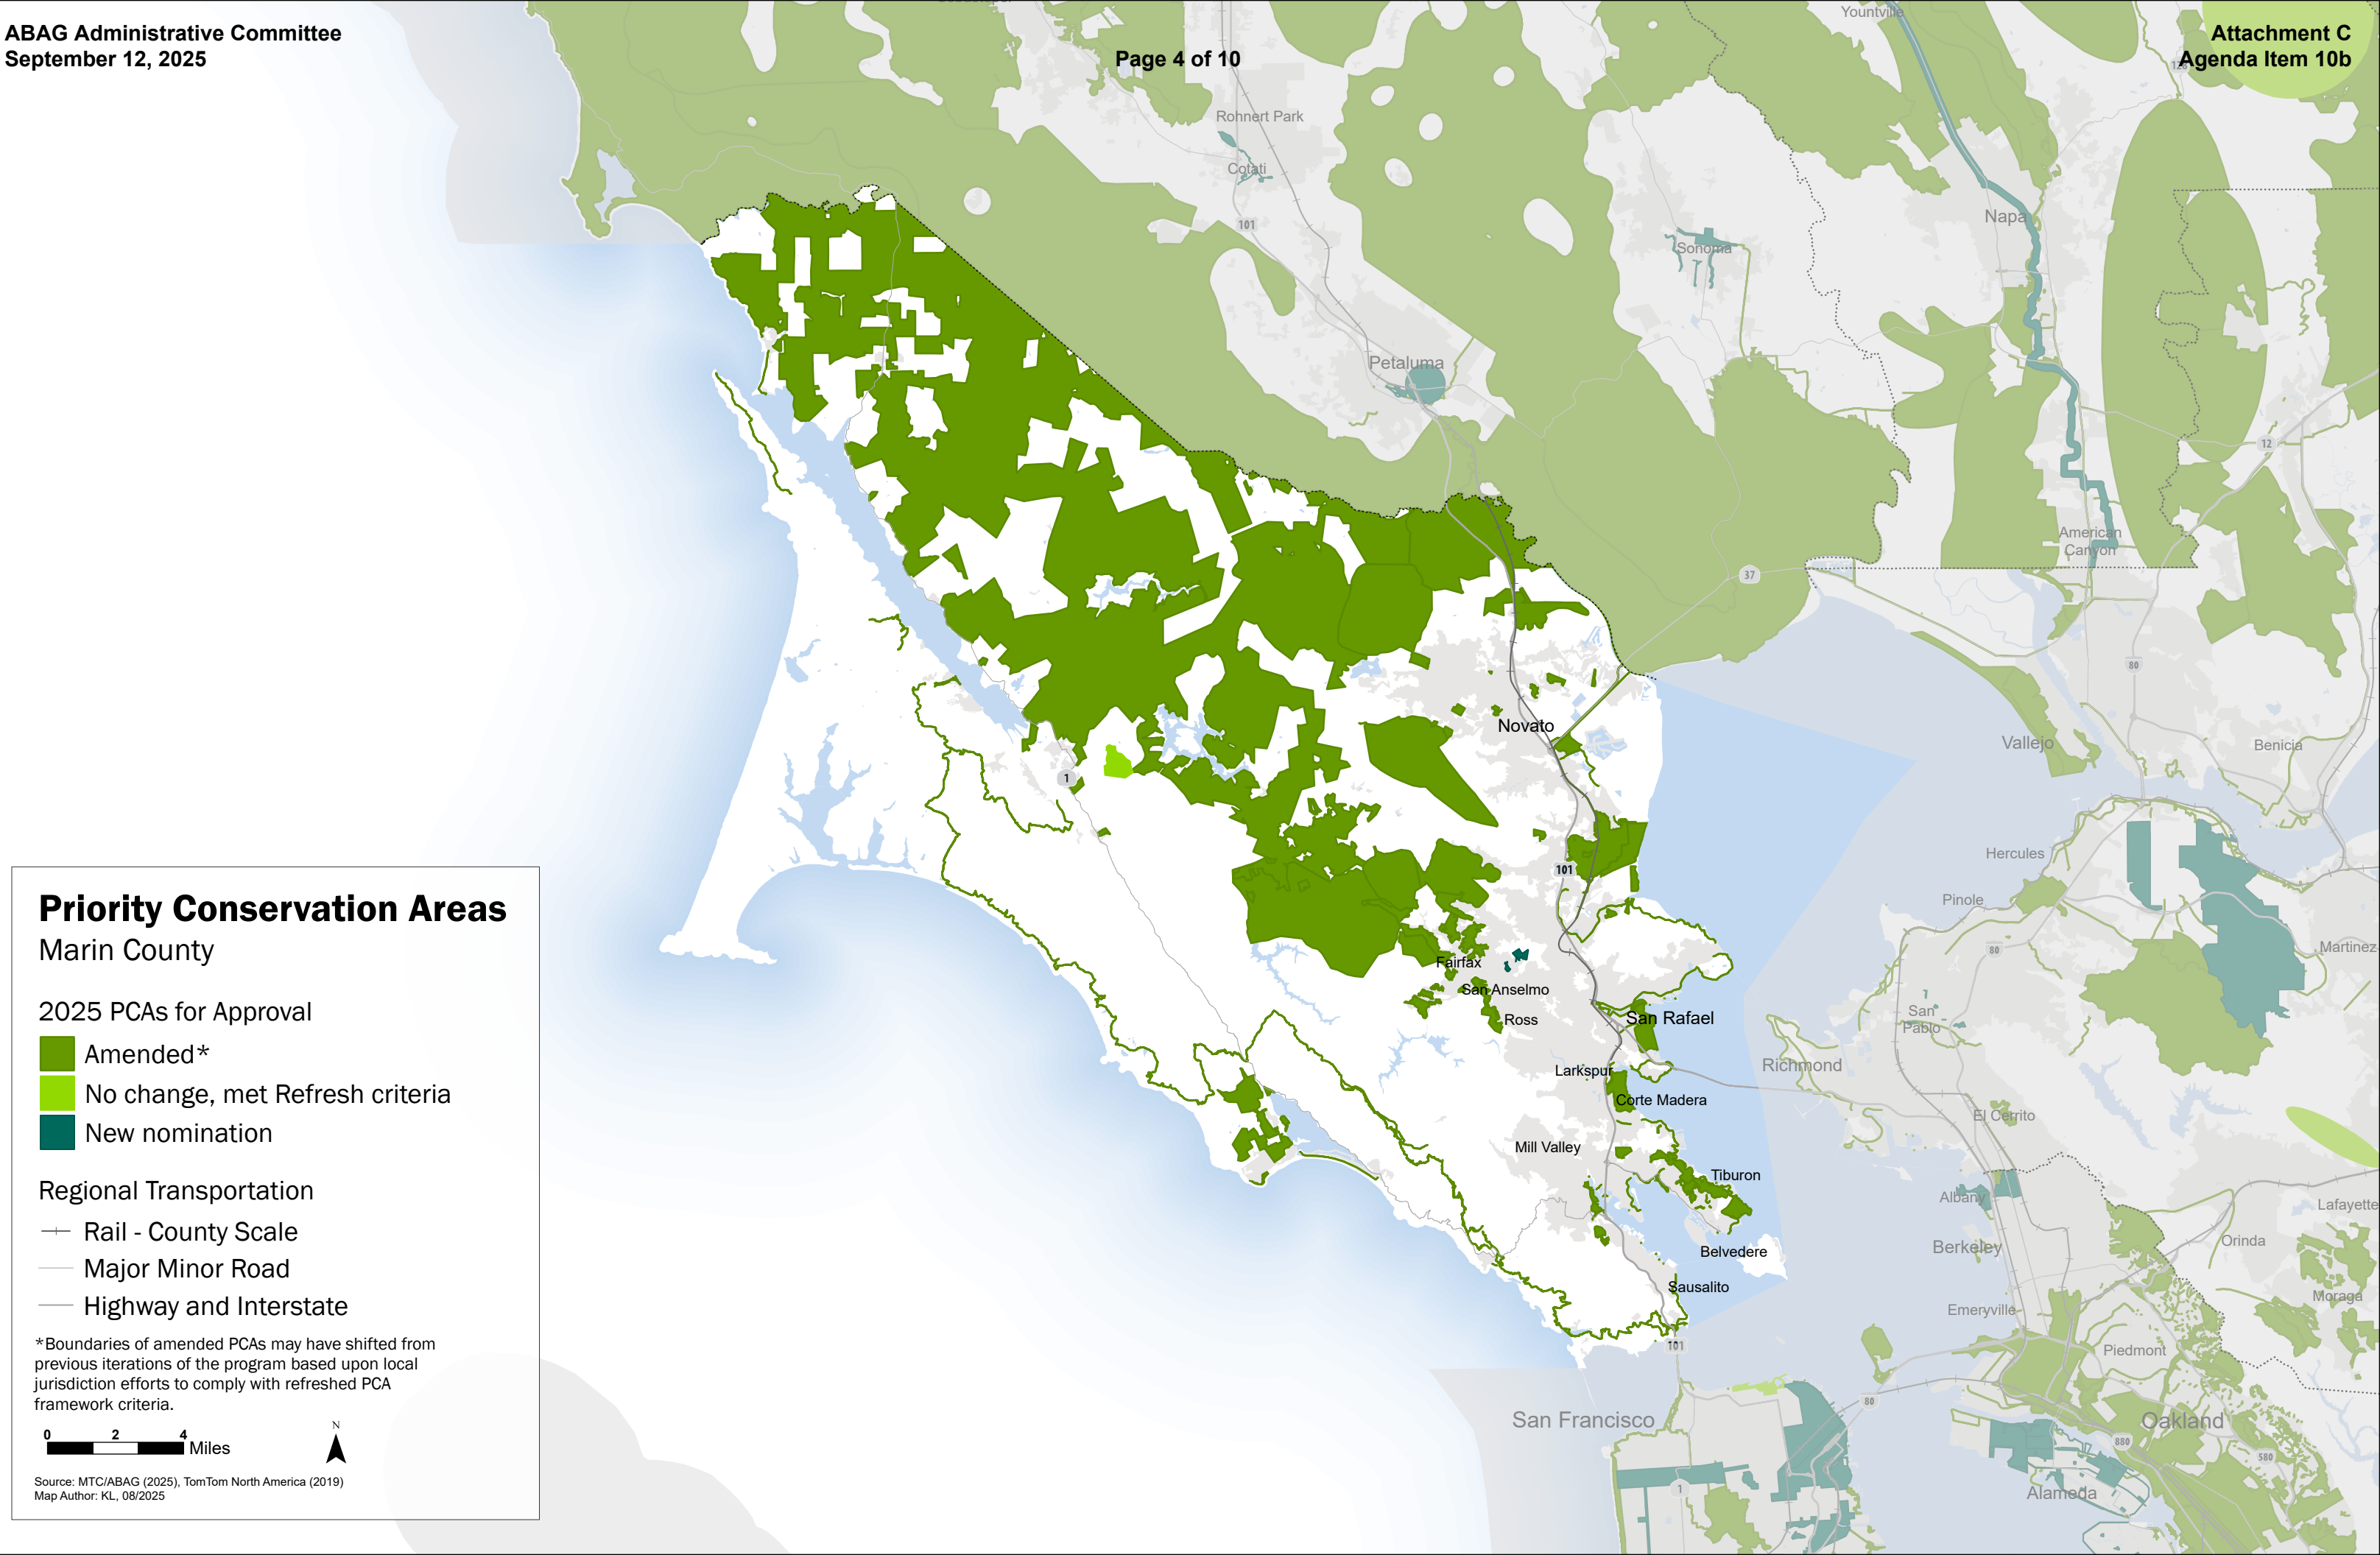 ABAG Administrative Committee
September 12, 2025
Page 4 of 10
Attachment C
Agenda Item 10b
Yountville
Rohnert Park
Cotati
101
Napa
Sonoma
Petaluma
12
American
Canyon
37
80
Novato
Vallejo
Benicia
1
Hercules
101
Pinole
80
Martinez
Fairfax
San Anselmo
Ross
San Rafael
San
Pablo
Richmond
Larkspur
Corte Madera
El Cerrito
Mill Valley
Tiburon
Albany
Lafayette
Belvedere
Berkeley
Orinda
Sausalito
Moraga
Emeryville
101
Piedmont
80
San Francisco
Oakland
880
580
1
Alameda
Priority Conservation Areas
Marin County
2025 PCAs for Approval
Amended*
No change, met Refresh criteria
New nomination
Regional Transportation
Rail - County Scale
Major Minor Road
Highway and Interstate
*Boundaries of amended PCAs may have shifted from
previous iterations of the program based upon local
jurisdiction efforts to comply with refreshed PCA
framework criteria.
0 2 4
Miles
N
Source: MTC/ABAG (2025), TomTom North America (2019)
Map Author: KL, 08/2025